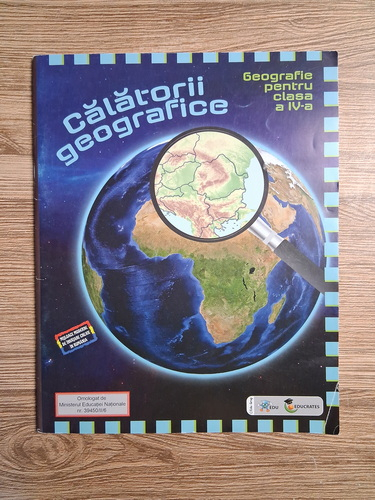 Călătorii
geografice
Geografie
pentru
clasa
a IV-a
Omologat de
Ministerul Educației Naționale
EDU
EDUCRATES